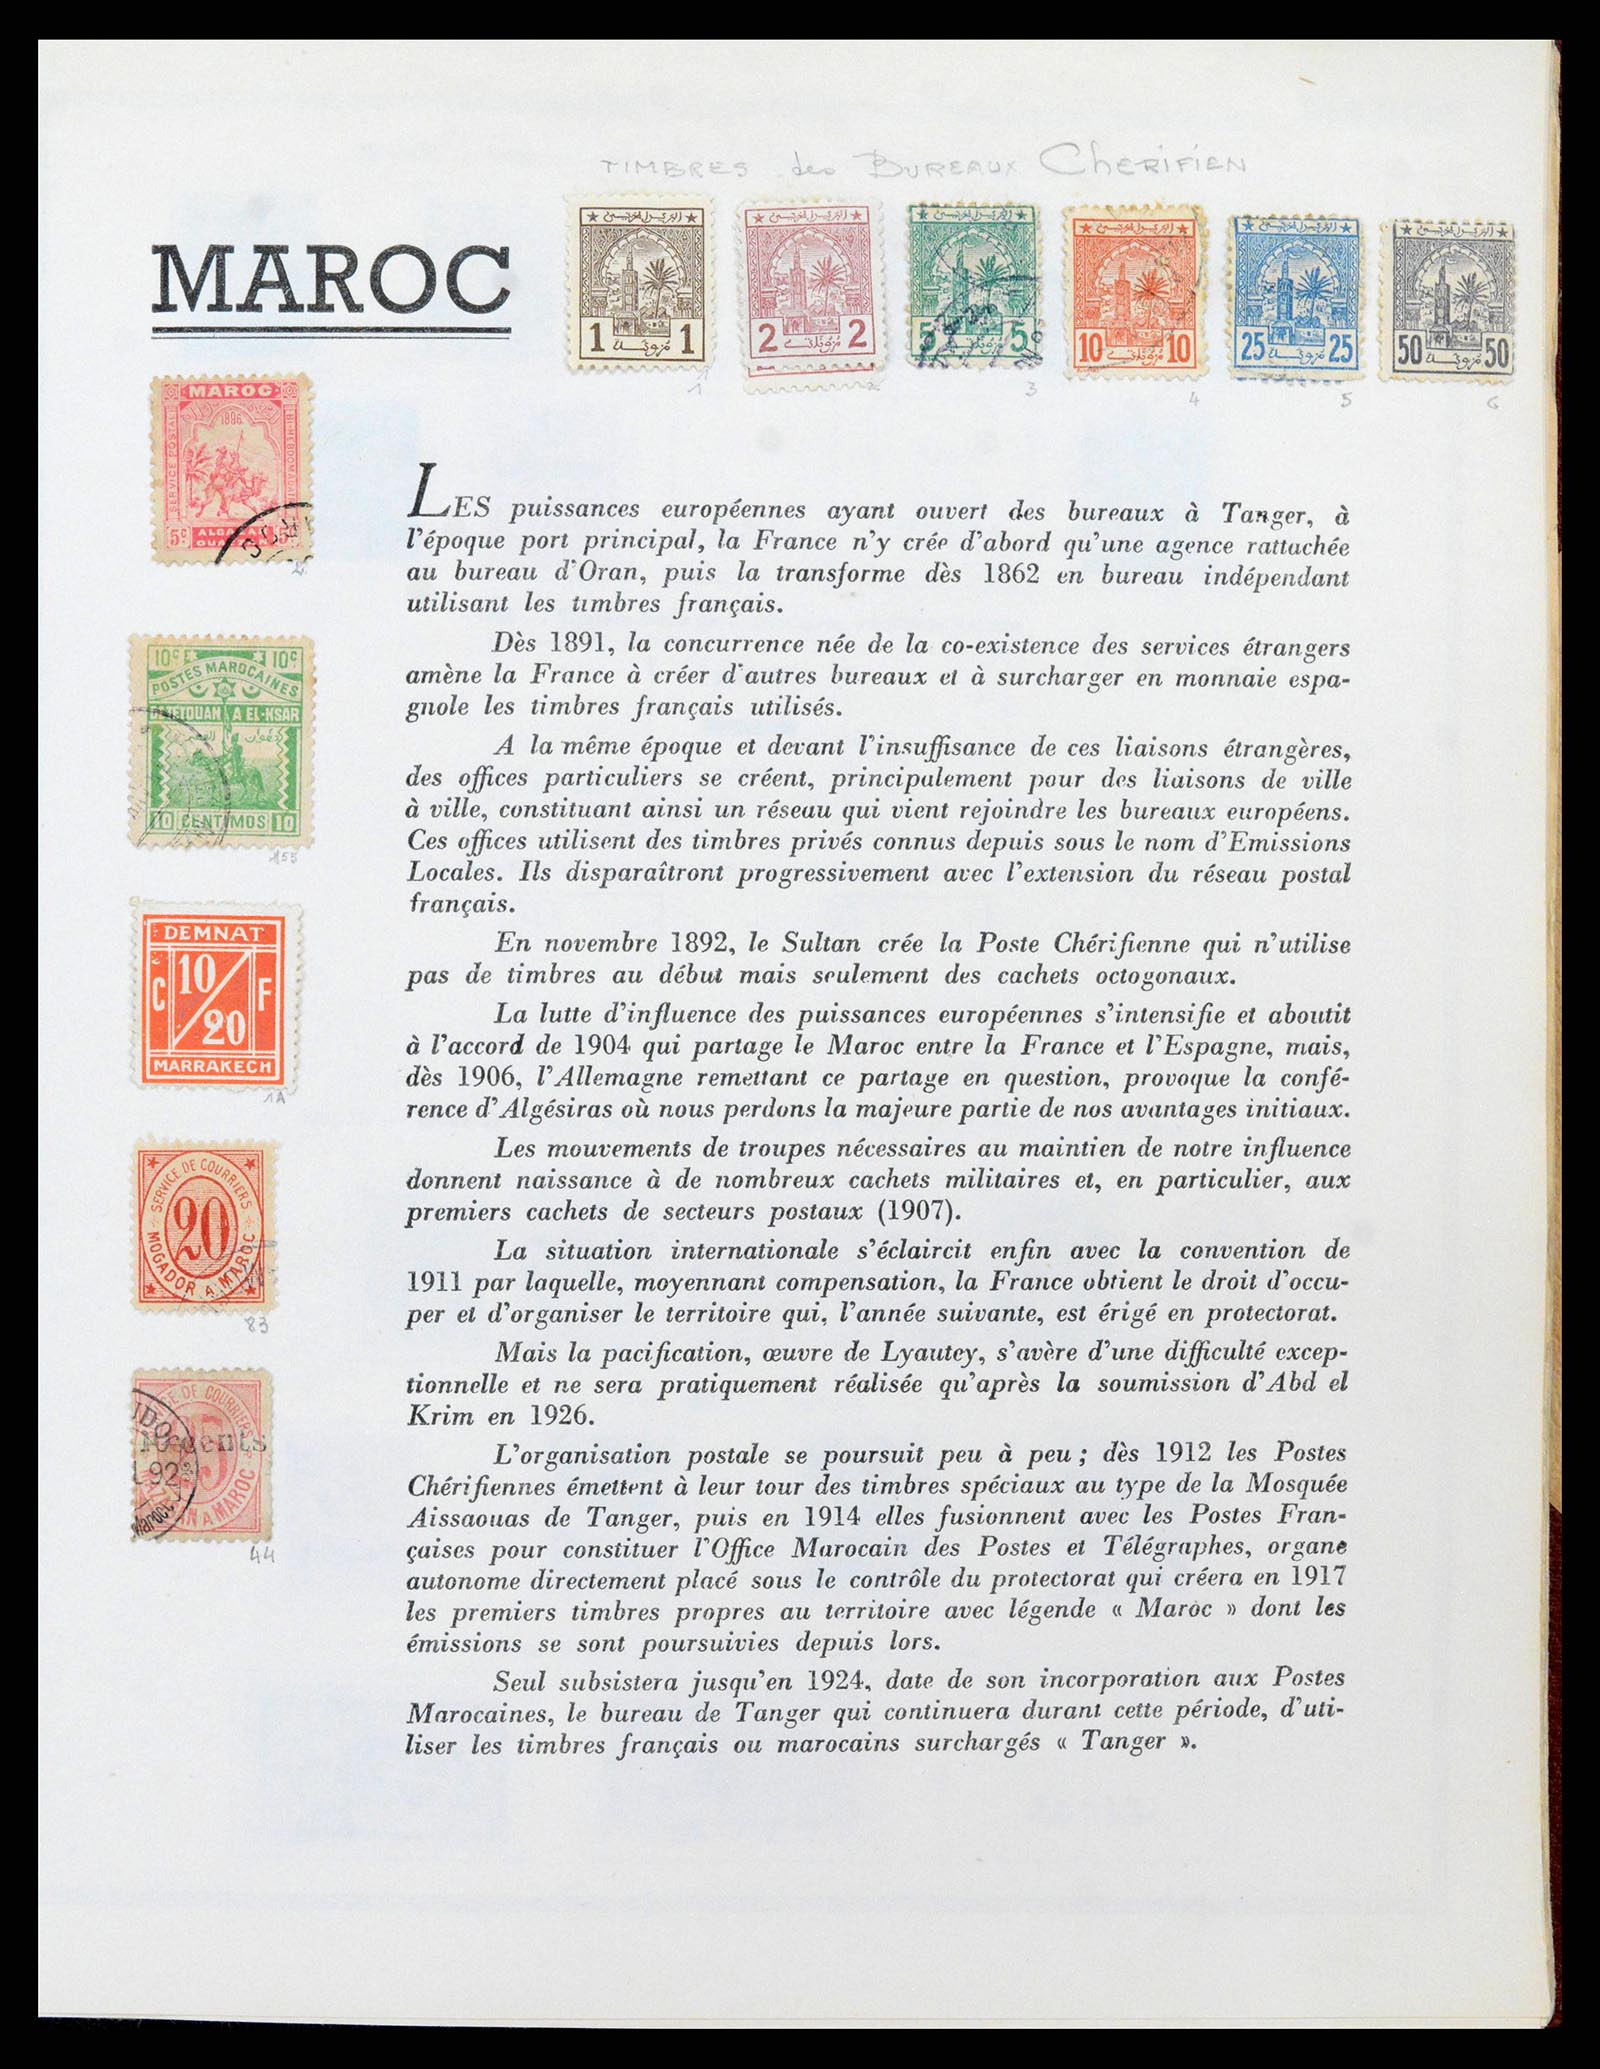 TIMBRES des BUREAUX CHERIFIEN
MAROC
1 1
2 2
5 5c
10 10
25 25
50 50
1
2
3
4
5
6
MAROC
1896
SERVICE POSTAL
BI-HEBDOMADAIRE
5c ALCAZAR 5c
OUAZZAN
2
10c 10c
POSTES MAROCAINES
TETOUAN A EL-KSAR
10 CENTIMOS 10
155
DEMNAT
C 10/20 F
MARRAKECH
1A
SERVICE DE COURRIERS
20
MOGADOR A MAROC
83
DE COURRIERS
cents
92
A MAROC
44
LES puissances européennes ayant ouvert des bureaux à Tanger, à
l'époque port principal, la France n'y crée d'abord qu'une agence rattachée
au bureau d'Oran, puis la transforme dès 1862 en bureau indépendant
utilisant les timbres français.
Dès 1891, la concurrence née de la co-existence des services étrangers
amène la France à créer d'autres bureaux et à surcharger en monnaie espa-
gnole les timbres français utilisés.
A la même époque et devant l'insuffisance de ces liaisons étrangères,
des offices particuliers se créent, principalement pour des liaisons de ville
à ville, constituant ainsi un réseau qui vient rejoindre les bureaux européens.
Ces offices utilisent des timbres privés connus depuis sous le nom d'Emissions
Locales. Ils disparaîtront progressivement avec l'extension du réseau postal
français.
En novembre 1892, le Sultan crée la Poste Chérifienne qui n'utilise
pas de timbres au début mais seulement des cachets octogonaux.
La lutte d'influence des puissances européennes s'intensifie et aboutit
à l'accord de 1904 qui partage le Maroc entre la France et l'Espagne, mais,
dès 1906, l'Allemagne remettant ce partage en question, provoque la confé-
rence d'Algésiras où nous perdons la majeure partie de nos avantages initiaux.
Les mouvements de troupes nécessaires au maintien de notre influence
donnent naissance à de nombreux cachets militaires et, en particulier, aux
premiers cachets de secteurs postaux (1907).
La situation internationale s'éclaircit enfin avec la convention de
1911 par laquelle, moyennant compensation, la France obtient le droit d'occu-
per et d'organiser le territoire qui, l'année suivante, est érigé en protectorat.
Mais la pacification, œuvre de Lyautey, s'avère d'une difficulté excep-
tionnelle et ne sera pratiquement réalisée qu'après la soumission d'Abd el
Krim en 1926.
L'organisation postale se poursuit peu à peu ; dès 1912 les Postes
Chérifiennes émettent à leur tour des timbres spéciaux au type de la Mosquée
Aissaouas de Tanger, puis en 1914 elles fusionnent avec les Postes Fran-
çaises pour constituer l'Office Marocain des Postes et Télégraphes, organe
autonome directement placé sous le contrôle du protectorat qui créera en 1917
les premiers timbres propres au territoire avec légende « Maroc » dont les
émissions se sont poursuivies depuis lors.
Seul subsistera jusqu'en 1924, date de son incorporation aux Postes
Marocaines, le bureau de Tanger qui continuera durant cette période, d'uti-
liser les timbres français ou marocains surchargés « Tanger ».